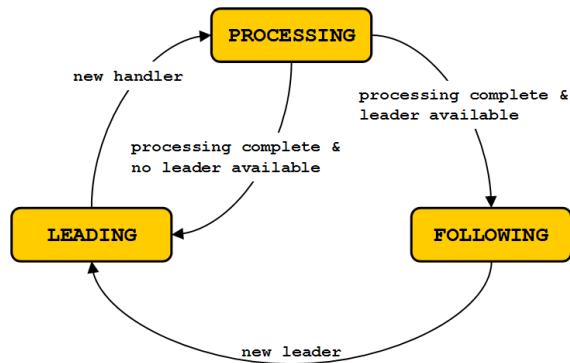 PROCESSING
new handler
processing complete &
leader available
processing complete &
no leader available
LEADING
FOLLOWING
new leader